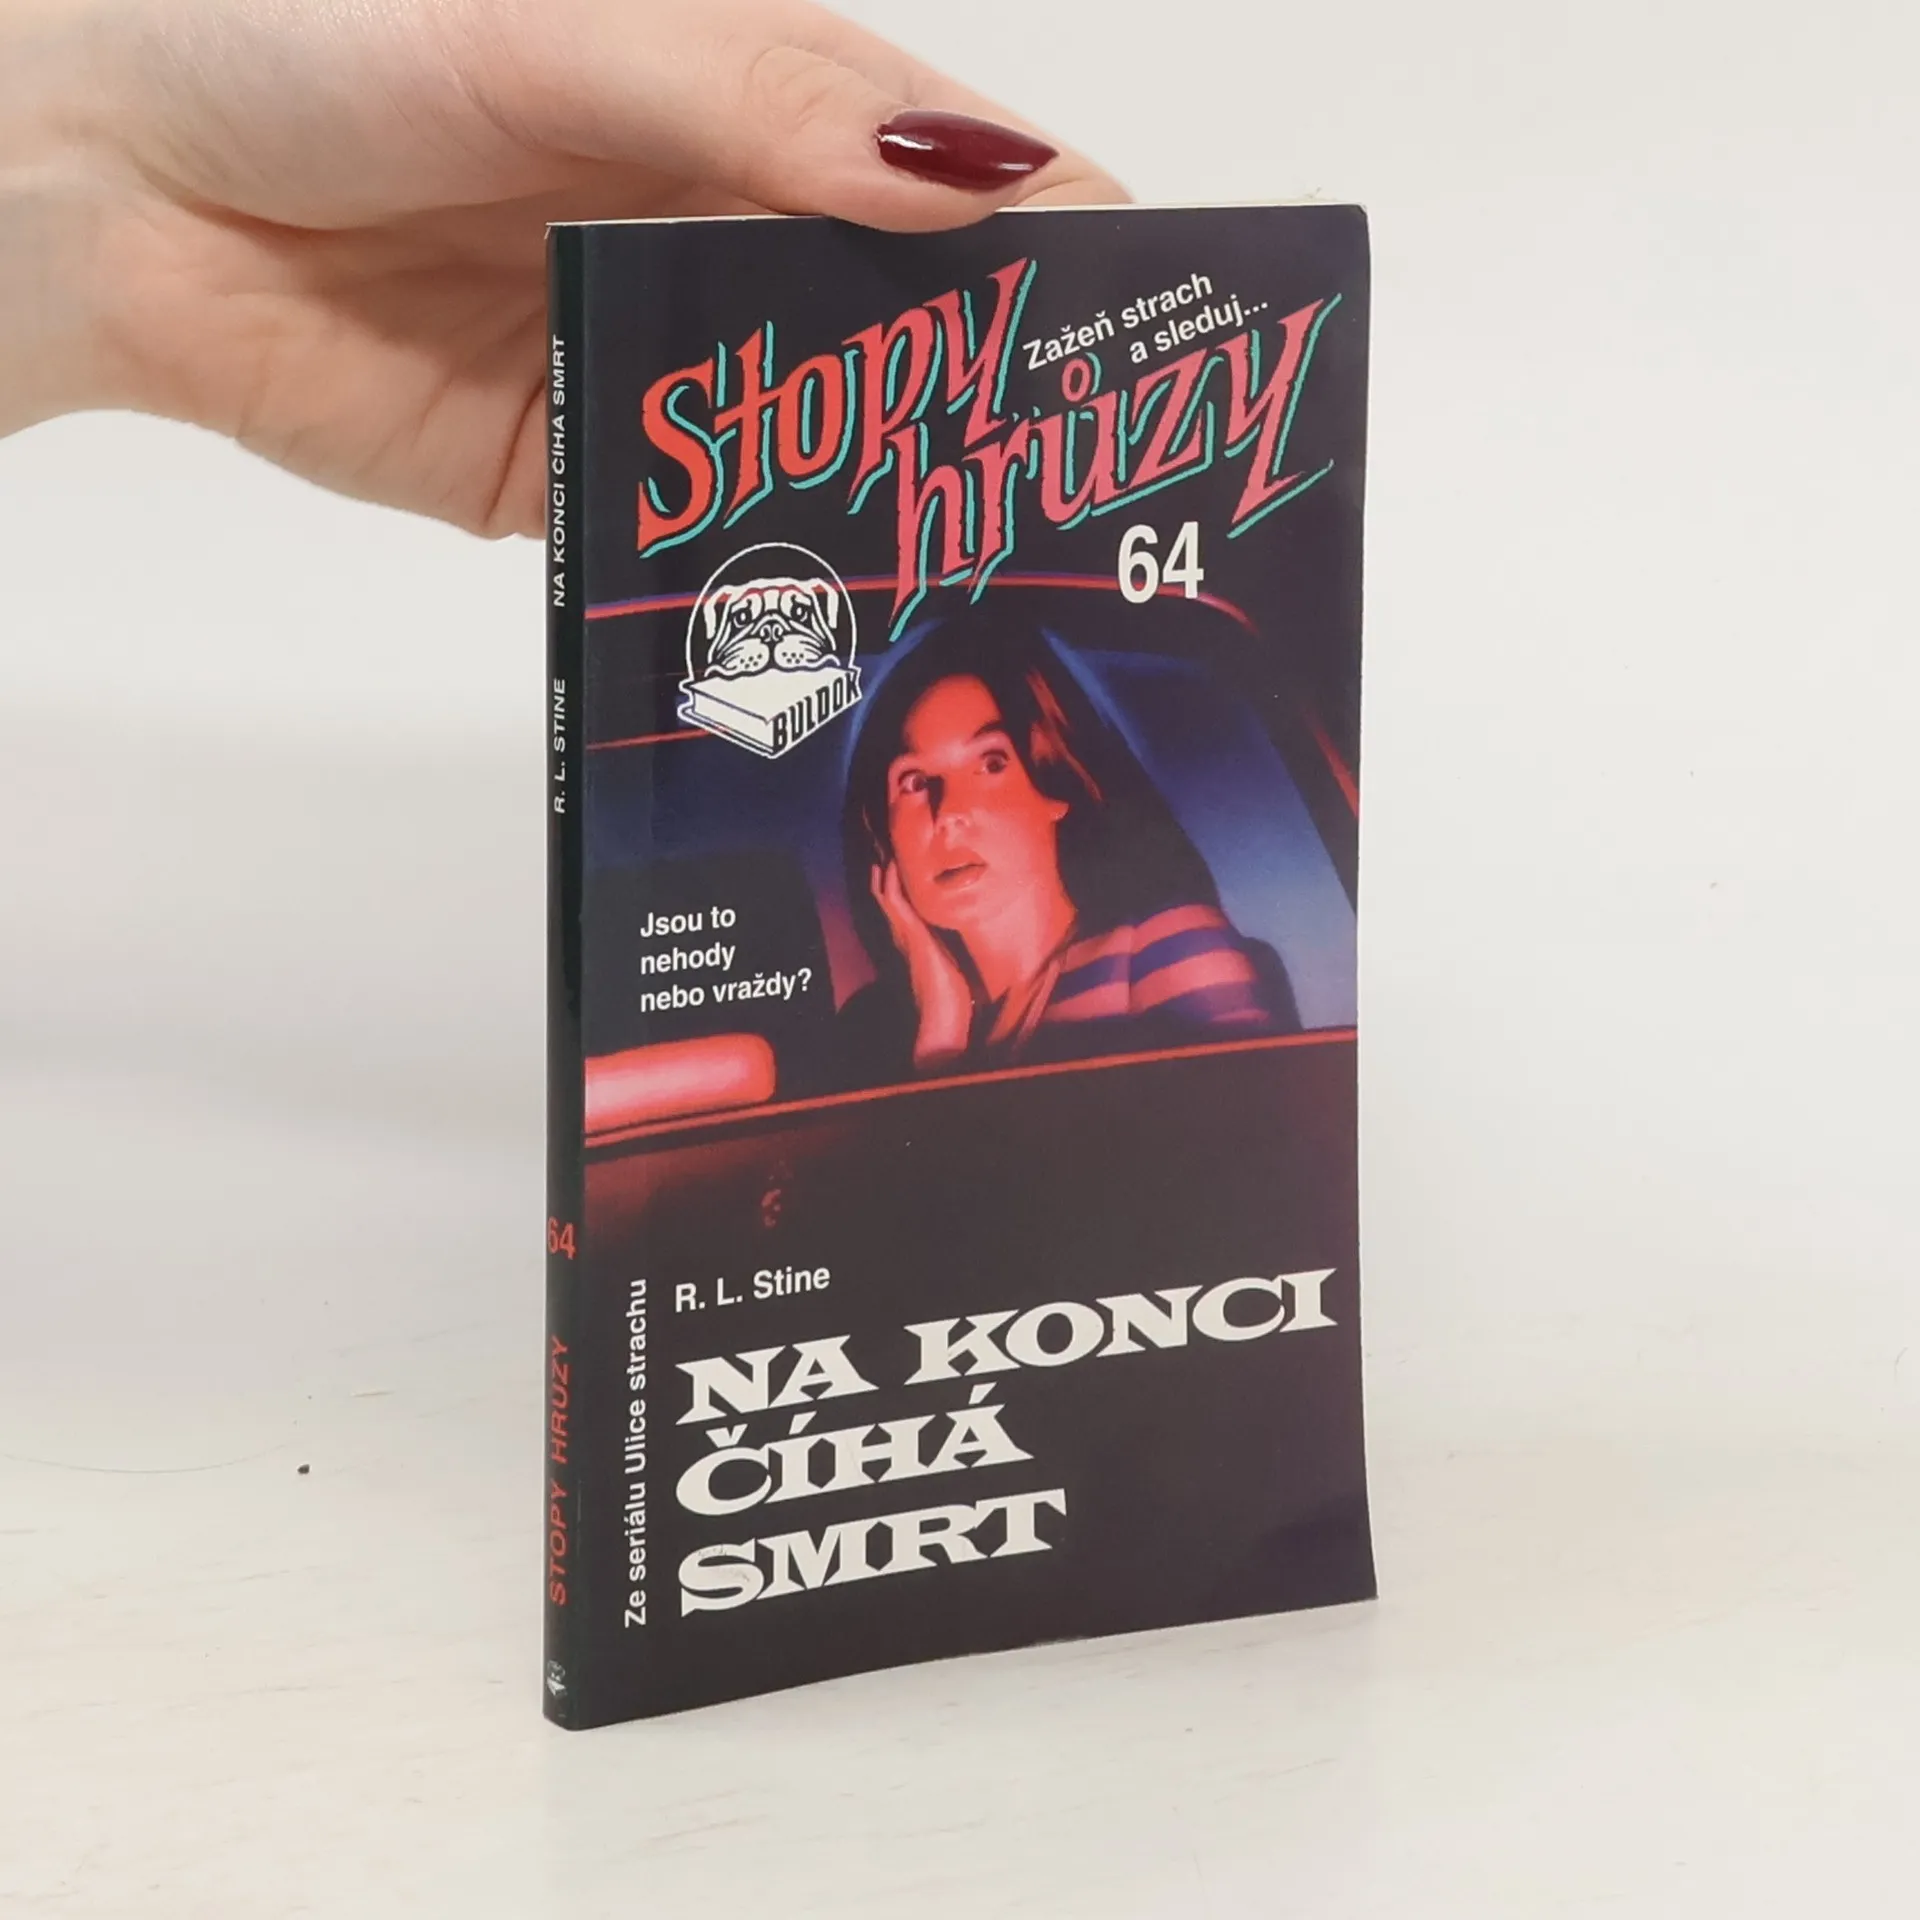 Zažeň strach
a sleduj...
Stopy
hrůzy
64
BULDOK
Jsou to
nehody
nebo vraždy?
Ze seriálu Ulice strachu
R. L. Stine
NA KONCI
ČÍHÁ
SMRT
STOPY HRŮZY 64 R. L. STINE NA KONCI ČÍHÁ SMRT